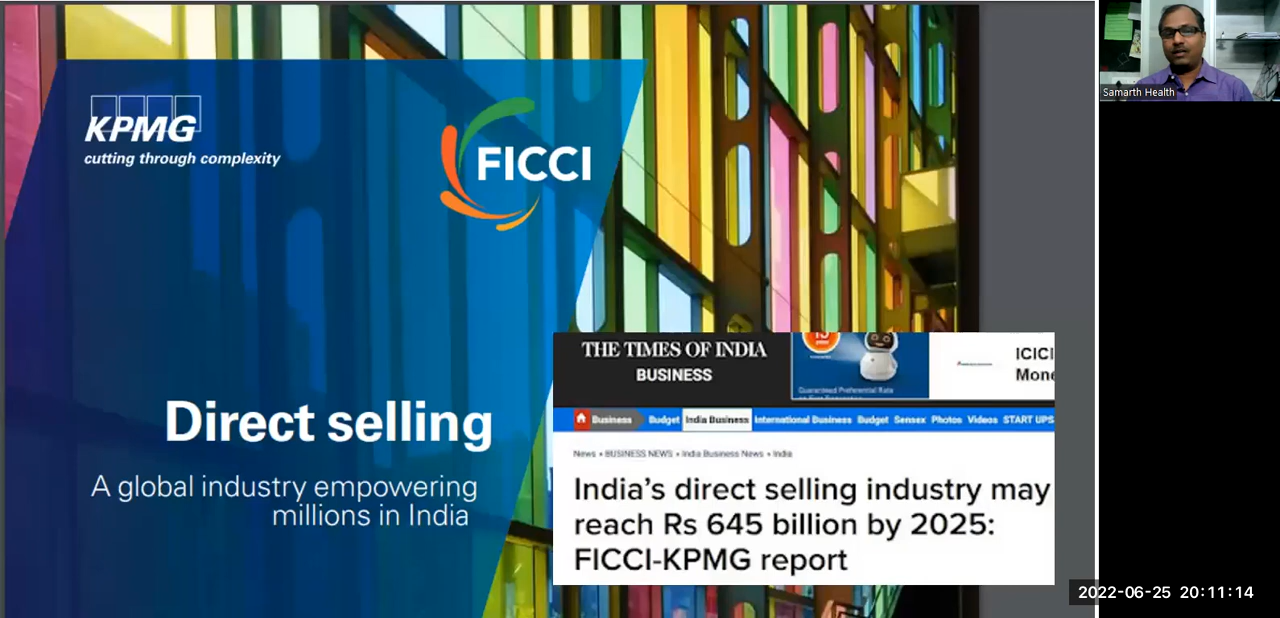 KPMG
cutting through complexity
FICCI
Direct selling
A global industry empowering
millions in India
THE TIMES OF INDIA
BUSINESS
ICICI
Mone
Guaranteed Preferential Rate
Business Budget India Business International Business Budget Sensex Photos Videos START UPS
News • BUSINESS NEWS • India Business News • India
India's direct selling industry may
reach Rs 645 billion by 2025:
FICCI-KPMG report
Samarth Health
2022-06-25 20:11:14